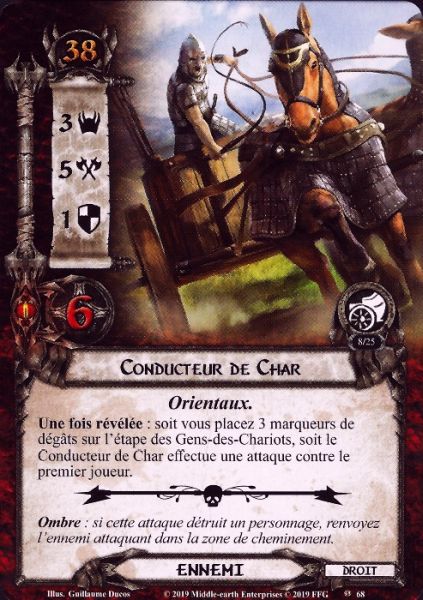 38
3
5
1
6
8/25
Conducteur de Char
Orientaux.
Une fois révélée : soit vous placez 3 marqueurs de
dégâts sur l'étape des Gens-des-Chariots, soit le
Conducteur de Char effectue une attaque contre le
premier joueur.
Ombre : si cette attaque détruit un personnage, renvoyez
l'ennemi attaquant dans la zone de cheminement.
ENNEMI
DROIT
Illus. Guillaume Ducos © 2019 Middle-earth Enterprises © 2019 FFG 68